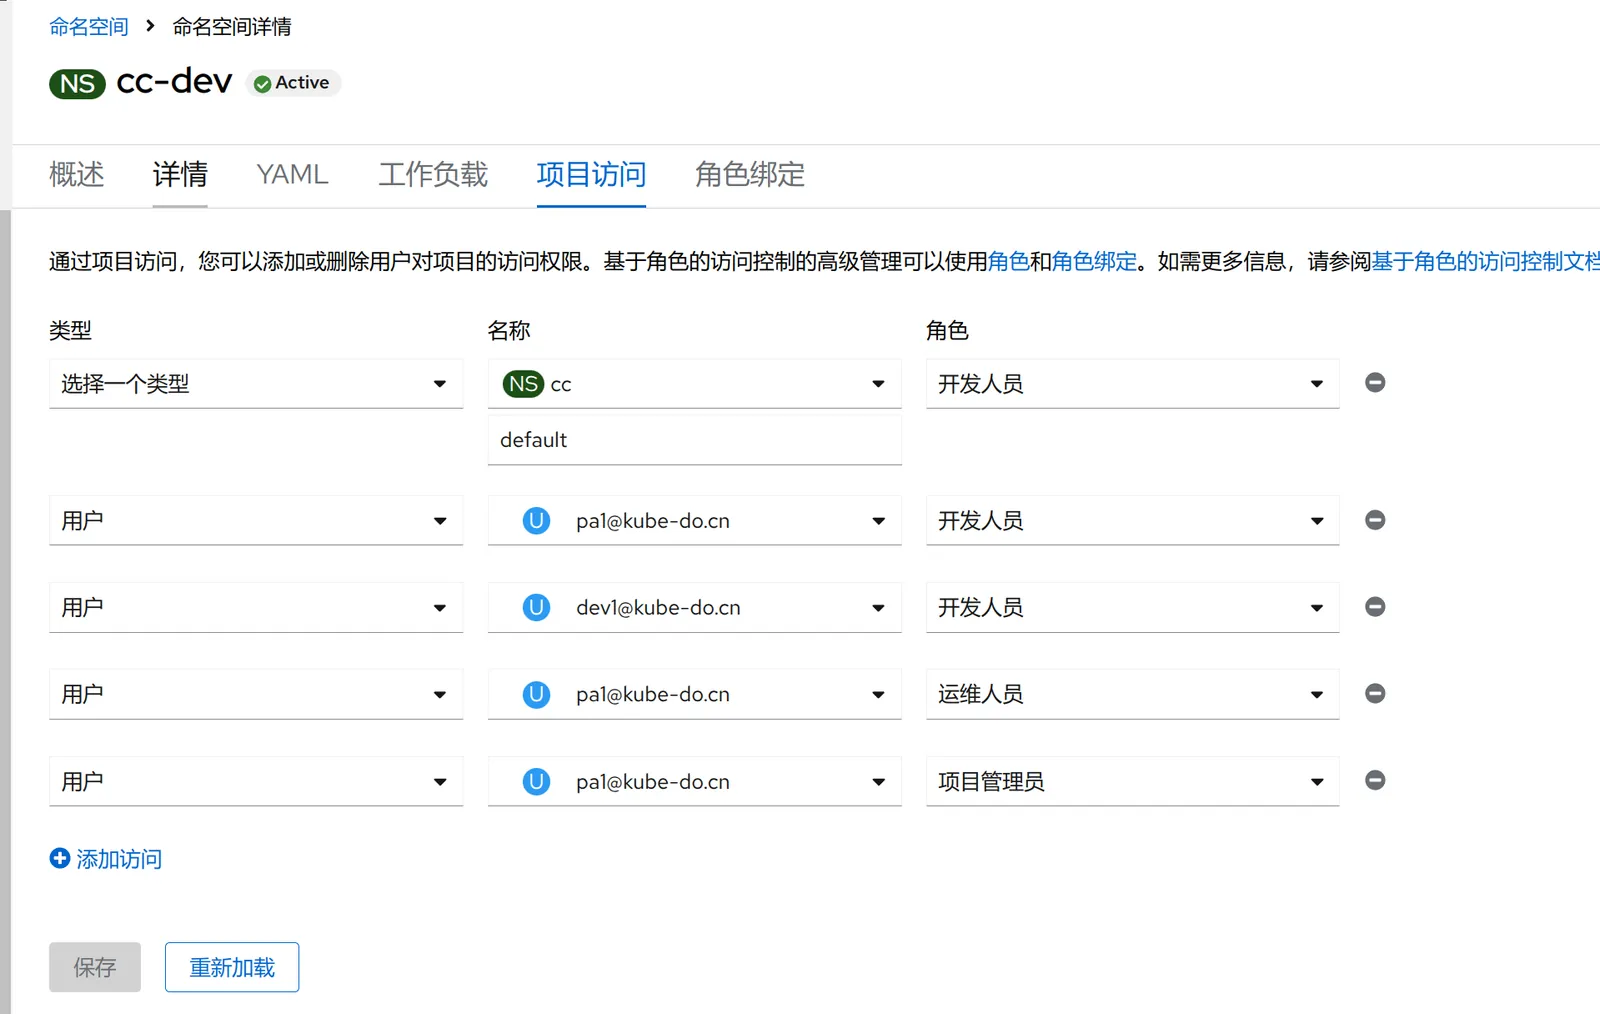 命名空间 > 命名空间详情
NS cc-dev Active
概述 详情 YAML 工作负载 项目访问 角色绑定
通过项目访问，您可以添加或删除用户对项目的访问权限。基于角色的访问控制的高级管理可以使用角色和角色绑定。如需更多信息，请参阅基于角色的访问控制文档
类型 名称 角色
选择一个类型 NS cc 开发人员
default
用户 U pa1@kube-do.cn 开发人员
用户 U dev1@kube-do.cn 开发人员
用户 U pa1@kube-do.cn 运维人员
用户 U pa1@kube-do.cn 项目管理员
添加访问
保存 重新加载